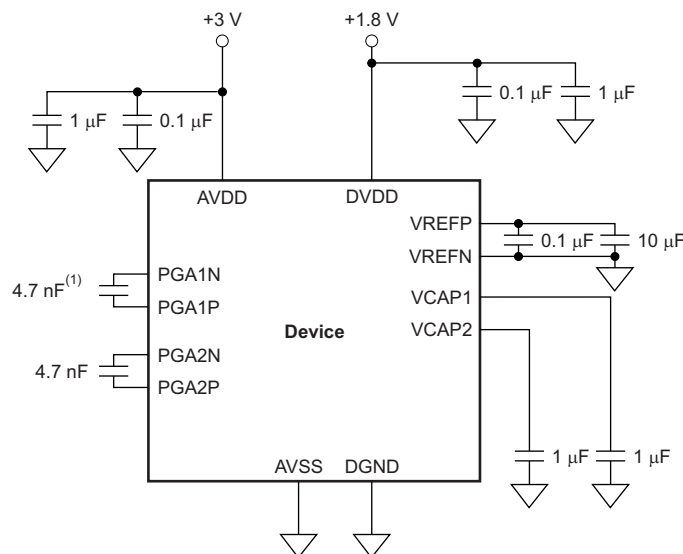 +3 V
+1.8 V
1 μF
0.1 μF
0.1 μF
1 μF
AVDD
DVDD
VREFP
0.1 μF
10 μF
VREFN
PGA1N
4.7 nF(1)
PGA1P
VCAP1
Device
VCAP2
PGA2N
4.7 nF
PGA2P
1 μF
1 μF
AVSS
DGND